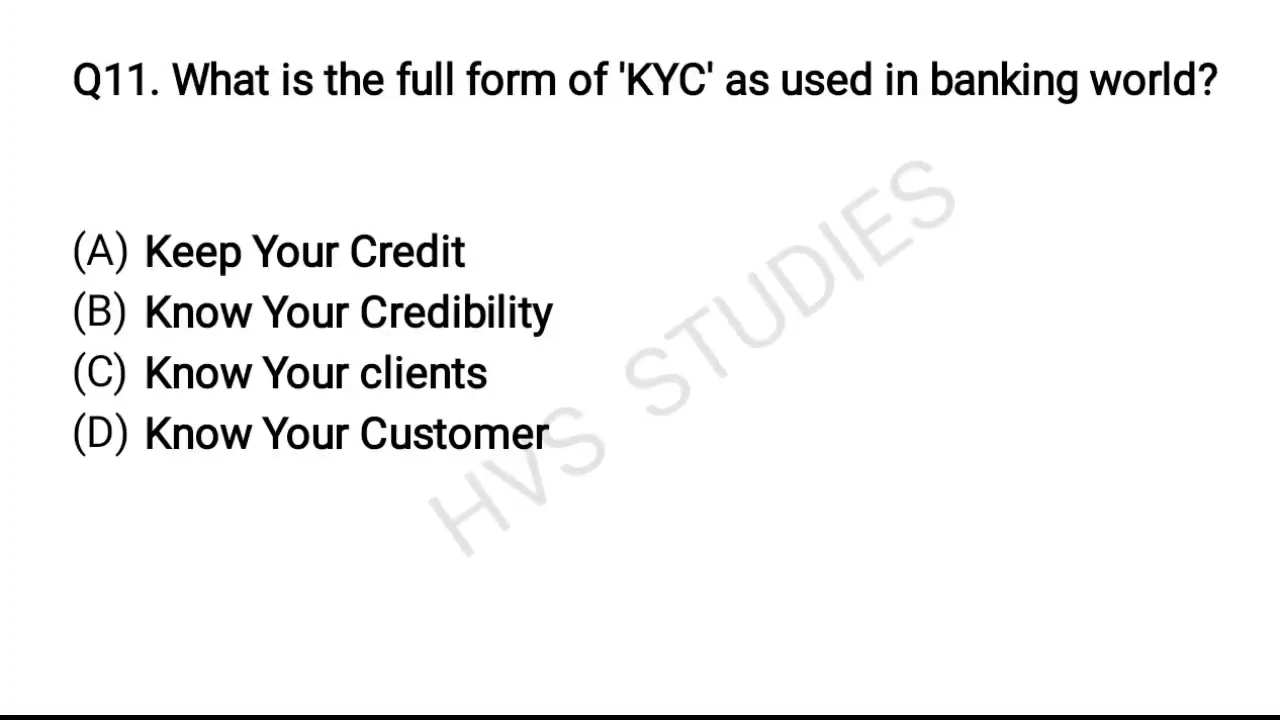 Q11. What is the full form of 'KYC' as used in banking world?
(A) Keep Your Credit
(B) Know Your Credibility
(C) Know Your clients
(D) Know Your Customer
HVS STUDIES